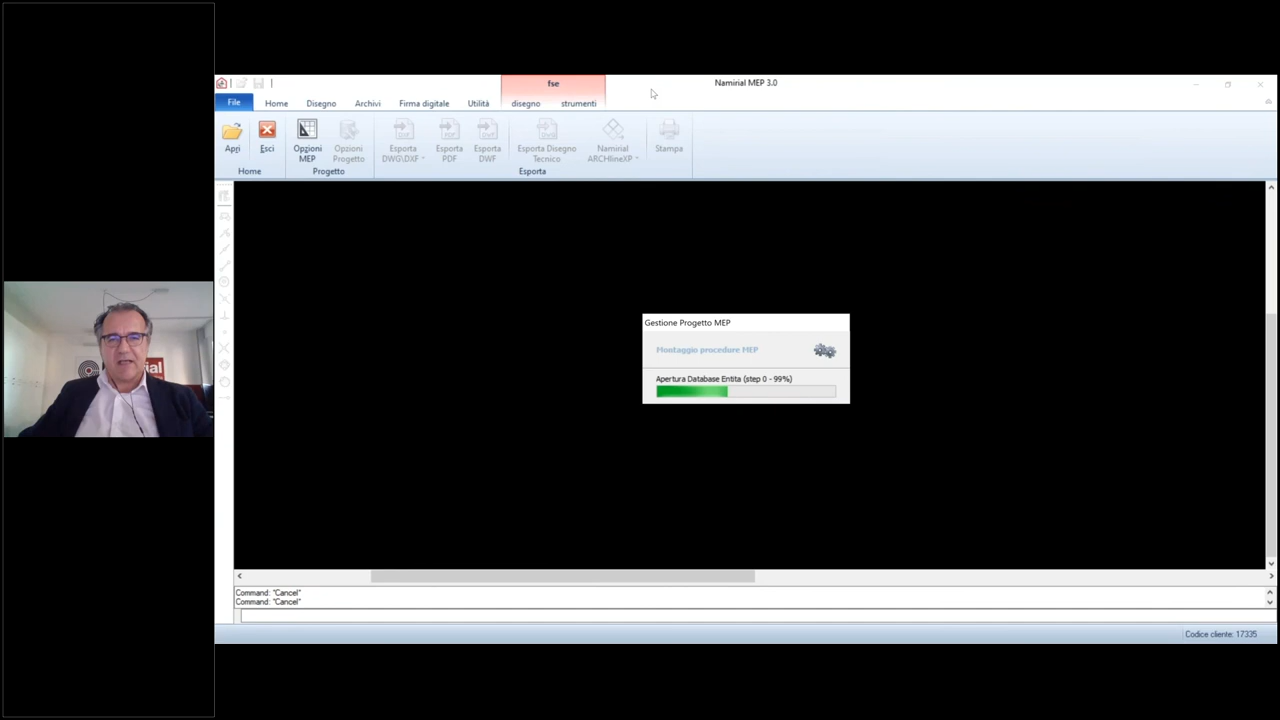 fse
Namirial MEP 3.0
File
Home
Disegno
Archivi
Firma digitale
Utilità
disegno
strumenti
Apri
Esci
Opzioni
MEP
Opzioni
Progetto
Esporta
DWG\DXF
Esporta
PDF
Esporta
DWF
Esporta Disegno
Tecnico
Namirial
ARCHlineXP
Stampa
Home
Progetto
Esporta
Gestione Progetto MEP
Montaggio procedure MEP
Apertura Database Entita (step 0 - 99%)
Command: "Cancel"
Command: "Cancel"
Codice cliente: 17335